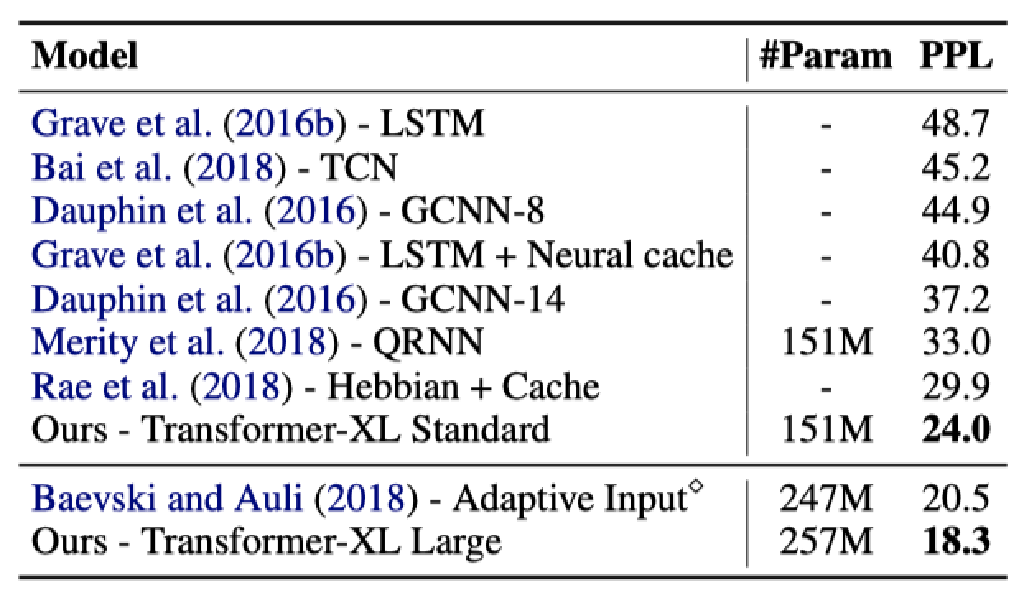 Model #Param PPL
Grave et al. (2016b) - LSTM - 48.7
Bai et al. (2018) - TCN - 45.2
Dauphin et al. (2016) - GCNN-8 - 44.9
Grave et al. (2016b) - LSTM + Neural cache - 40.8
Dauphin et al. (2016) - GCNN-14 - 37.2
Merity et al. (2018) - QRNN 151M 33.0
Rae et al. (2018) - Hebbian + Cache - 29.9
Ours - Transformer-XL Standard 151M 24.0
Baevski and Auli (2018) - Adaptive Input◇ 247M 20.5
Ours - Transformer-XL Large 257M 18.3